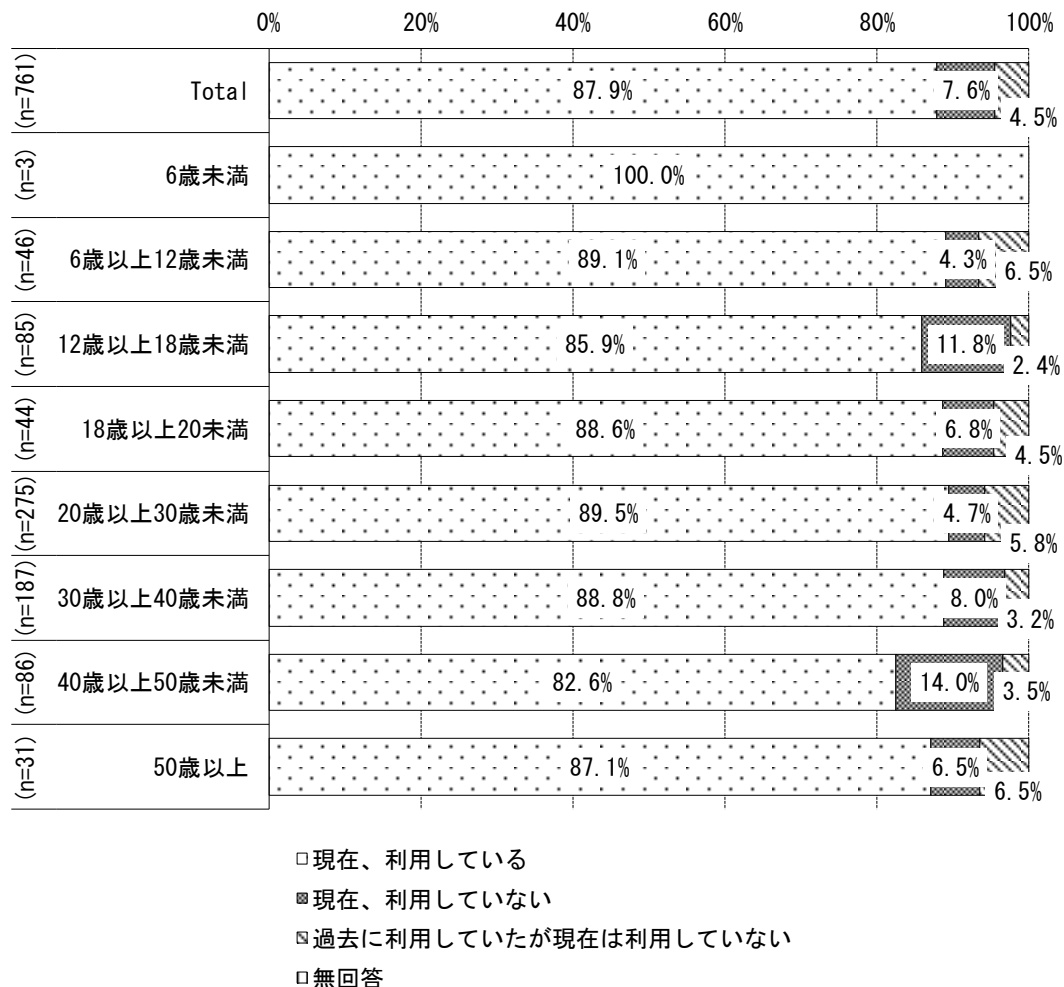 0% 20% 40% 60% 80% 100%
(n=761) Total 87.9% 7.6% 4.5%
(n=3) 6歳未満 100.0%
(n=46) 6歳以上12歳未満 89.1% 4.3% 6.5%
(n=85) 12歳以上18歳未満 85.9% 11.8% 2.4%
(n=44) 18歳以上20未満 88.6% 6.8% 4.5%
(n=275) 20歳以上30歳未満 89.5% 4.7% 5.8%
(n=187) 30歳以上40歳未満 88.8% 8.0% 3.2%
(n=86) 40歳以上50歳未満 82.6% 14.0% 3.5%
(n=31) 50歳以上 87.1% 6.5% 6.5%
現在、利用している
現在、利用していない
過去に利用していたが現在は利用していない
無回答